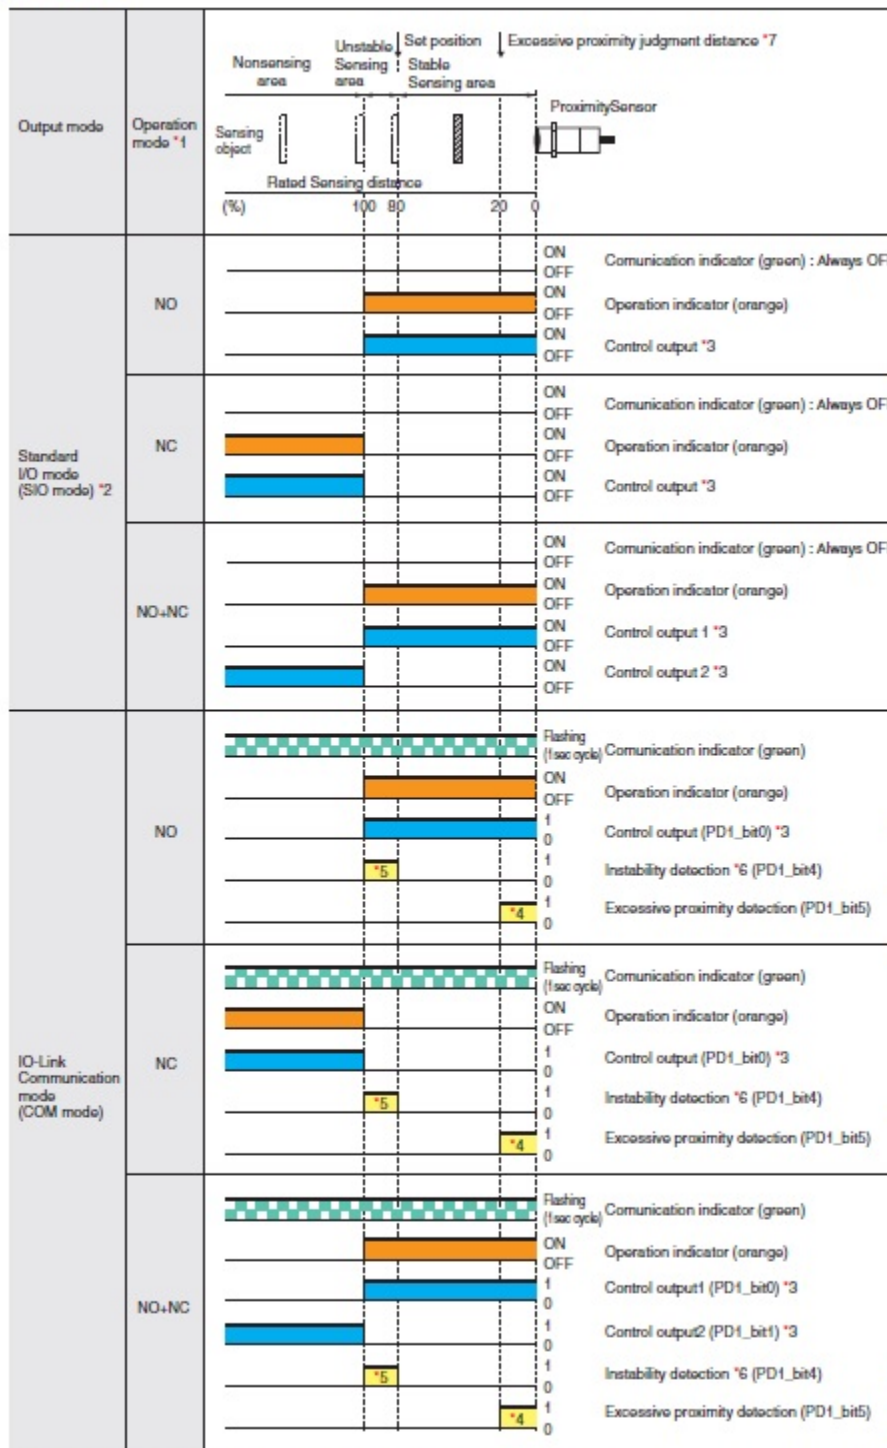 Output mode
Operation
mode *1
Nonsensing
area
Unstable
Sensing
area
Set position
Stable
Sensing area
Excessive proximity judgment distance *7
Sensing
object
ProximitySensor
Rated Sensing distance
(%) 100 80 20 0
Standard
I/O mode
(SIO mode) *2
NO
ON
OFF
Comunication indicator (green) : Always OF
ON
OFF
Operation indicator (orange)
ON
OFF
Control output *3
NC
ON
OFF
Comunication indicator (green) : Always OF
ON
OFF
Operation indicator (orange)
ON
OFF
Control output *3
NO+NC
ON
OFF
Comunication indicator (green) : Always OF
ON
OFF
Operation indicator (orange)
ON
OFF
Control output 1 *3
ON
OFF
Control output 2 *3
IO-Link
Communication
mode
(COM mode)
NO
Flashing
(1sec cycle)
Comunication indicator (green)
ON
OFF
Operation indicator (orange)
1
0
Control output (PD1_bit0) *3
*5
1
0
Instability detection *6 (PD1_bit4)
*4
1
0
Excessive proximity detection (PD1_bit5)
NC
Flashing
(1sec cycle)
Comunication indicator (green)
ON
OFF
Operation indicator (orange)
1
0
Control output (PD1_bit0) *3
*5
1
0
Instability detection *6 (PD1_bit4)
*4
1
0
Excessive proximity detection (PD1_bit5)
NO+NC
Flashing
(1sec cycle)
Comunication indicator (green)
ON
OFF
Operation indicator (orange)
1
0
Control output1 (PD1_bit0) *3
1
0
Control output2 (PD1_bit1) *3
*5
1
0
Instability detection *6 (PD1_bit4)
*4
1
0
Excessive proximity detection (PD1_bit5)